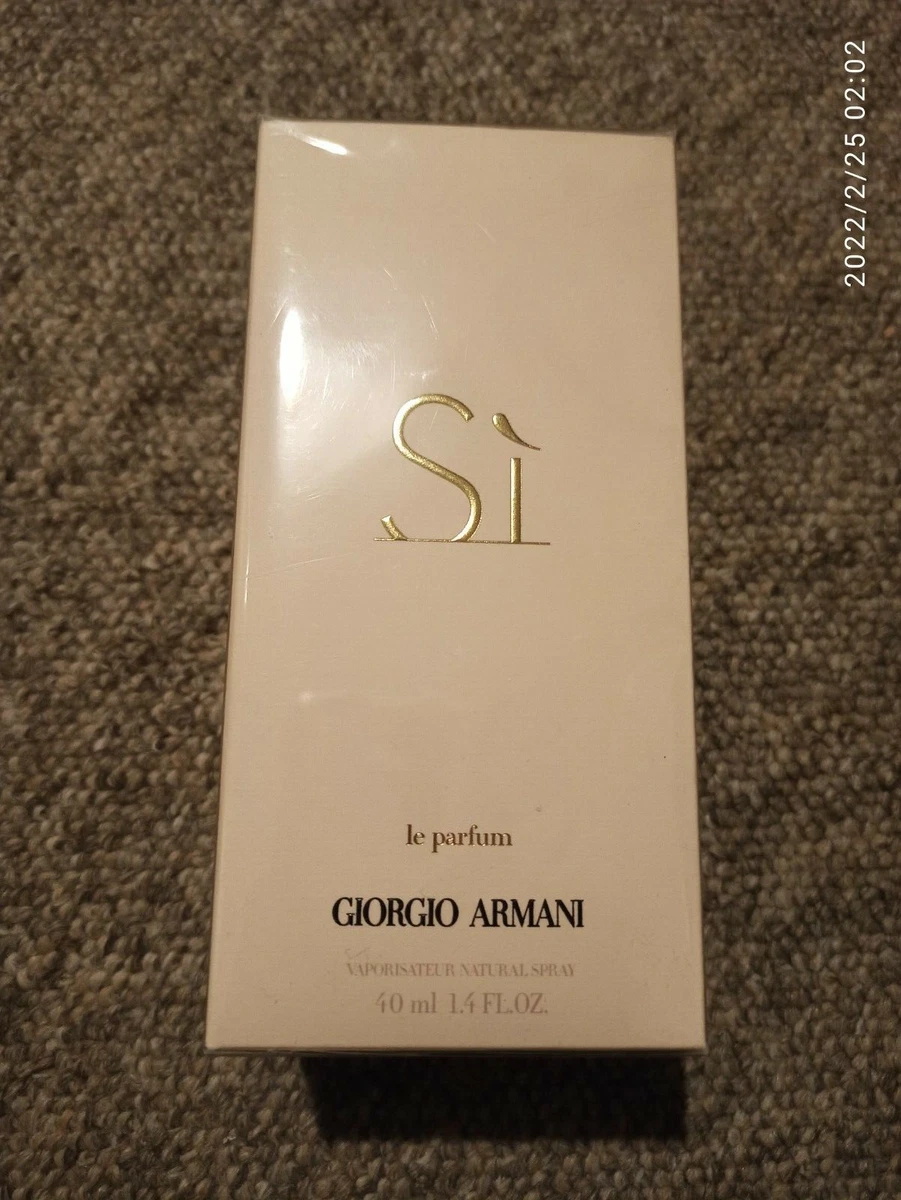 2022/2/25 02:02
Sì
le parfum
GIORGIO ARMANI
VAPORISATEUR NATURAL SPRAY
40 ml 1.4 FL.OZ.